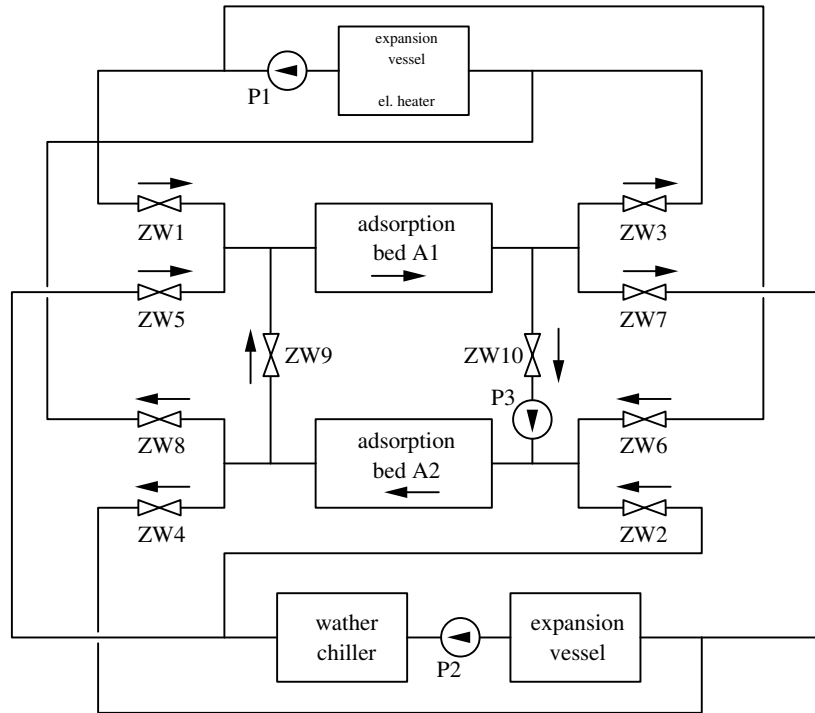 expansion
vessel
P1
el. heater
ZW1
adsorption
bed A1
ZW3
ZW5
ZW7
ZW9
ZW10
P3
ZW8
adsorption
bed A2
ZW6
ZW4
ZW2
wather
chiller
P2
expansion
vessel